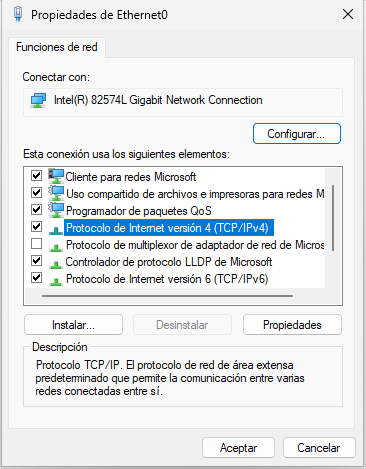 Propiedades de Ethernet0
Funciones de red
Conectar con:
Intel(R) 82574L Gigabit Network Connection
Configurar...
Esta conexión usa los siguientes elementos:
Cliente para redes Microsoft
Uso compartido de archivos e impresoras para redes M
Programador de paquetes QoS
Protocolo de Internet versión 4 (TCP/IPv4)
Protocolo de multiplexor de adaptador de red de Micros
Controlador de protocolo LLDP de Microsoft
Protocolo de Internet versión 6 (TCP/IPv6)
Instalar... Desinstalar Propiedades
Descripción
Protocolo TCP/IP. El protocolo de red de área extensa
predeterminado que permite la comunicación entre varias
redes conectadas entre sí.
Aceptar Cancelar